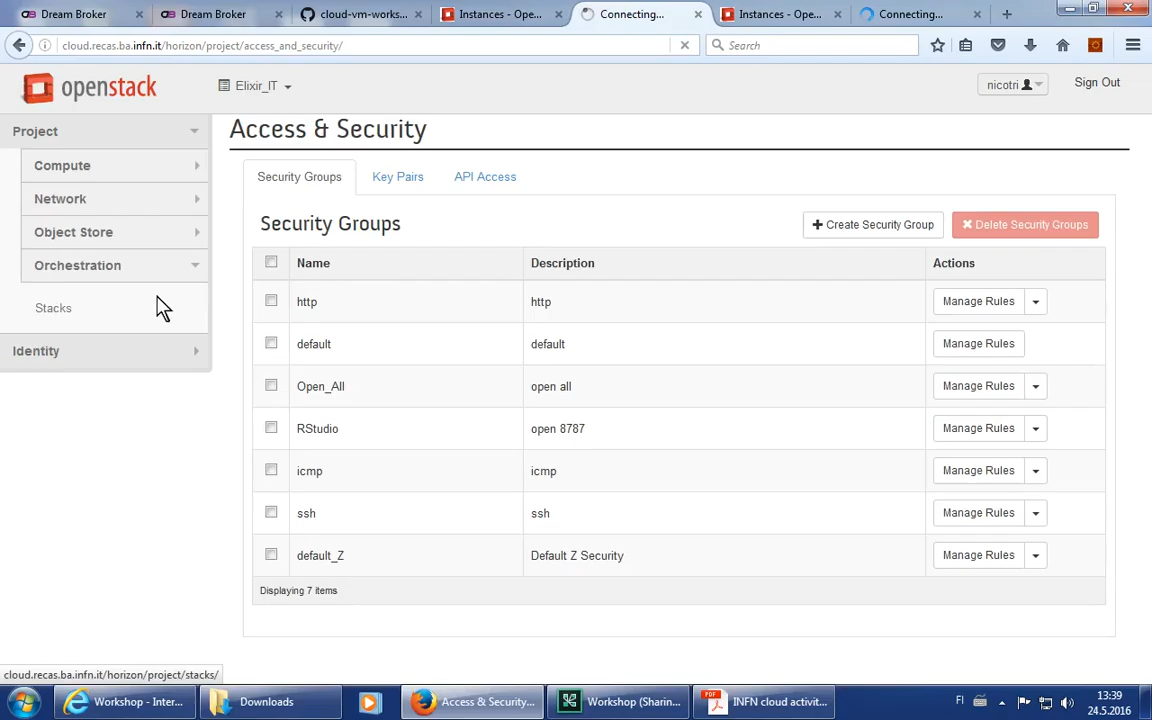 Dream Broker
Dream Broker
cloud-vm-works...
Instances - Ope...
Connecting...
Instances - Ope...
Connecting...
cloud.recas.ba.infn.it/horizon/project/access_and_security/
Search
openstack
Elixir_IT
nicotri
Sign Out
Project
Compute
Network
Object Store
Orchestration
Stacks
Identity
Access & Security
Security Groups
Key Pairs
API Access
Security Groups
Create Security Group
Delete Security Groups
Name Description Actions
http http Manage Rules
default default Manage Rules
Open_All open all Manage Rules
RStudio open 8787 Manage Rules
icmp icmp Manage Rules
ssh ssh Manage Rules
default_Z Default Z Security Manage Rules
Displaying 7 items
cloud.recas.ba.infn.it/horizon/project/stacks/
Workshop - Inter...
Downloads
Access & Security...
Workshop (Sharin...
PDF
INFN cloud activit...
FI
13:39
24.5.2016